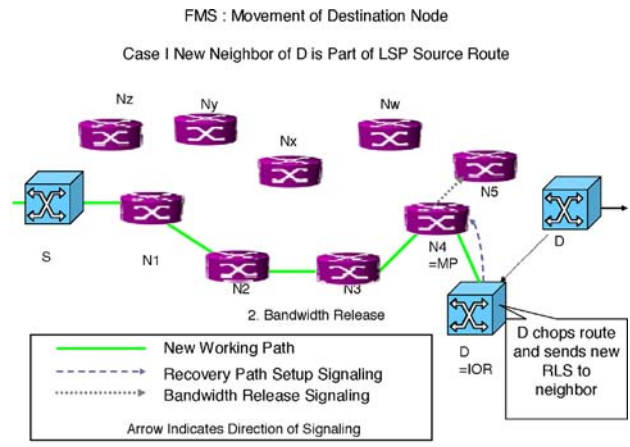 FMS : Movement of Destination Node
Case I New Neighbor of D is Part of LSP Source Route
Nz
Ny
Nw
Nx
N5
S
N1
N4
=MP
D
N2
N3
2. Bandwidth Release
D
=IOR
D chops route
and sends new
RLS to
neighbor
New Working Path
Recovery Path Setup Signaling
Bandwidth Release Signaling
Arrow Indicates Direction of Signaling